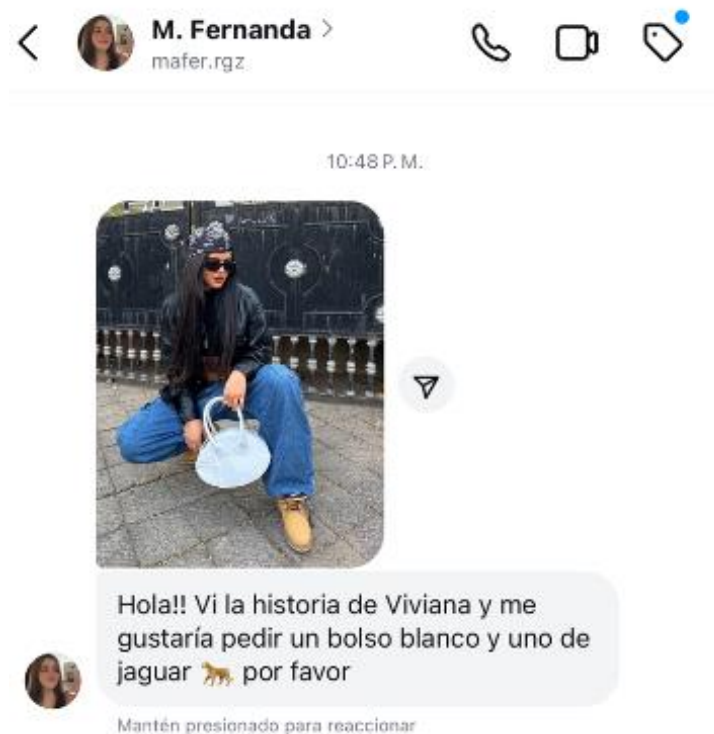 M. Fernanda
mafer.rgz
10:48 P. M.
Hola!! Vi la historia de Viviana y me
gustaría pedir un bolso blanco y uno de
jaguar 🐆 por favor
Mantén presionado para reaccionar